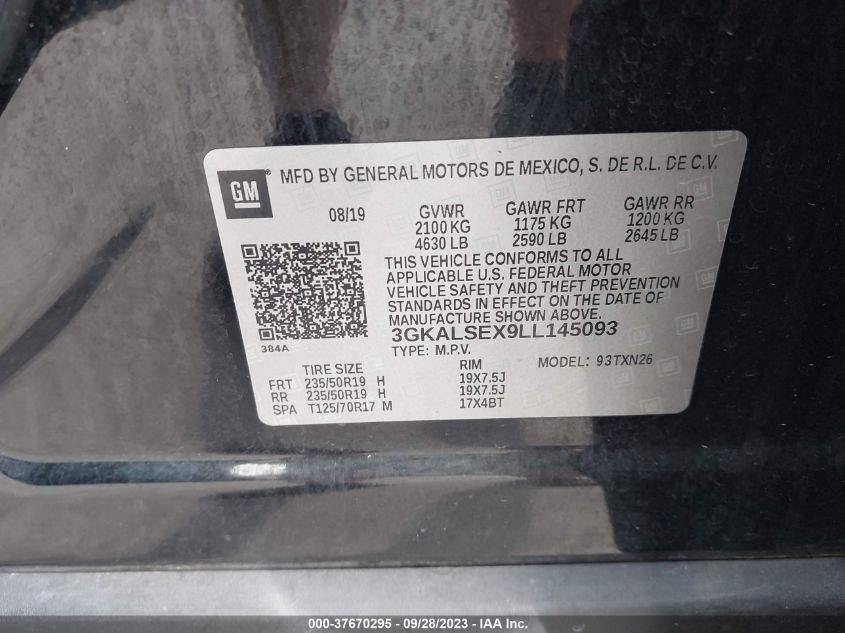 GM ® MFD BY GENERAL MOTORS DE MEXICO, S. DE R.L. DE C.V.
08/19 GVWR GAWR FRT GAWR RR
2100 KG 1175 KG 1200 KG
4630 LB 2590 LB 2645 LB
THIS VEHICLE CONFORMS TO ALL
APPLICABLE U.S. FEDERAL MOTOR
VEHICLE SAFETY AND THEFT PREVENTION
STANDARDS IN EFFECT ON THE DATE OF
MANUFACTURE SHOWN ABOVE.
3GKALSEX9LL145093
384A TYPE: M.P.V. MODEL: 93TXN26
TIRE SIZE RIM
FRT 235/50R19 H 19X7.5J
RR 235/50R19 H 19X7.5J
SPA T125/70R17 M 17X4BT
000-37670295 - 09/28/2023 - IAA Inc.